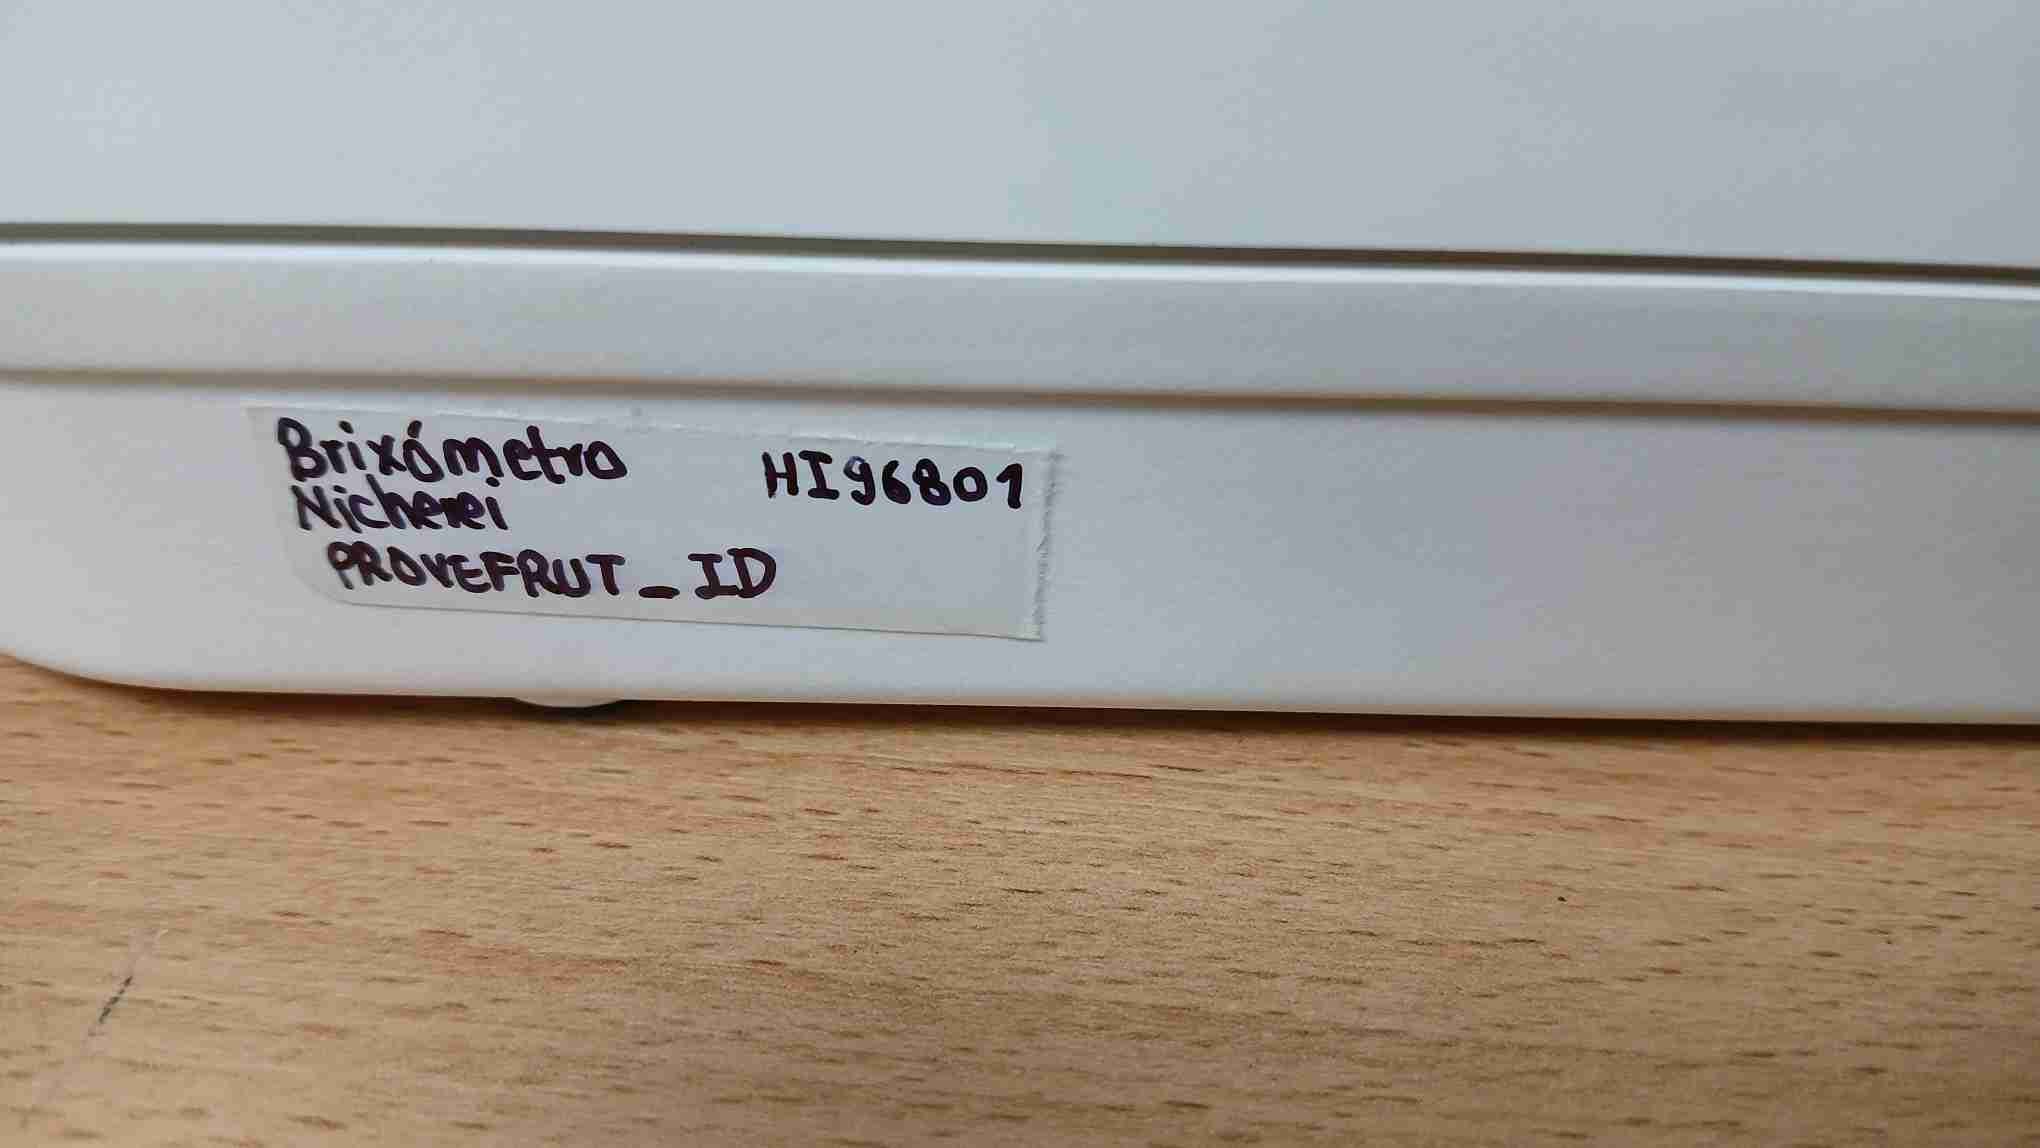 Brixómetro HI96801
Nicherei
PROVEFRUT_ID